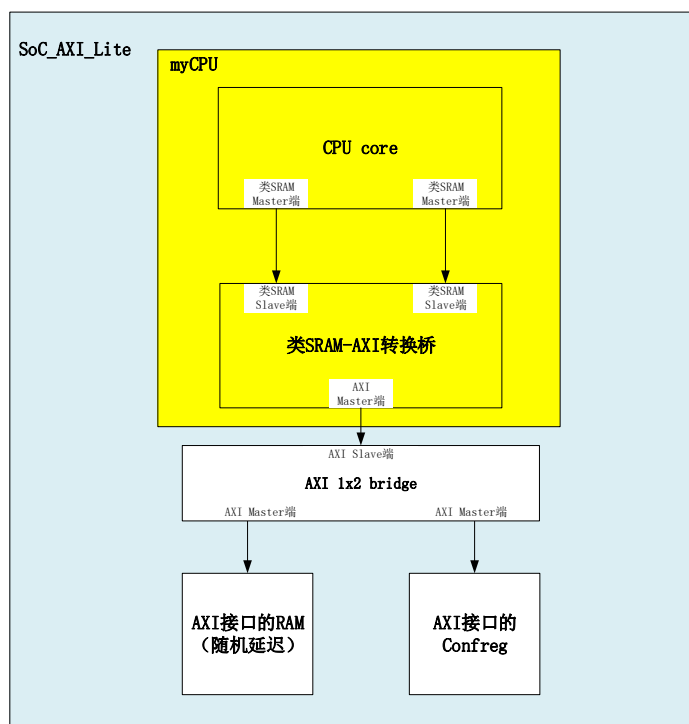 SoC_AXI_Lite
myCPU
CPU core
类SRAM
Master端
类SRAM
Master端
类SRAM
Slave端
类SRAM
Slave端
类SRAM-AXI转换桥
AXI
Master端
AXI Slave端
AXI 1x2 bridge
AXI Master端
AXI Master端
AXI接口的RAM
(随机延迟)
AXI接口的
Confreg